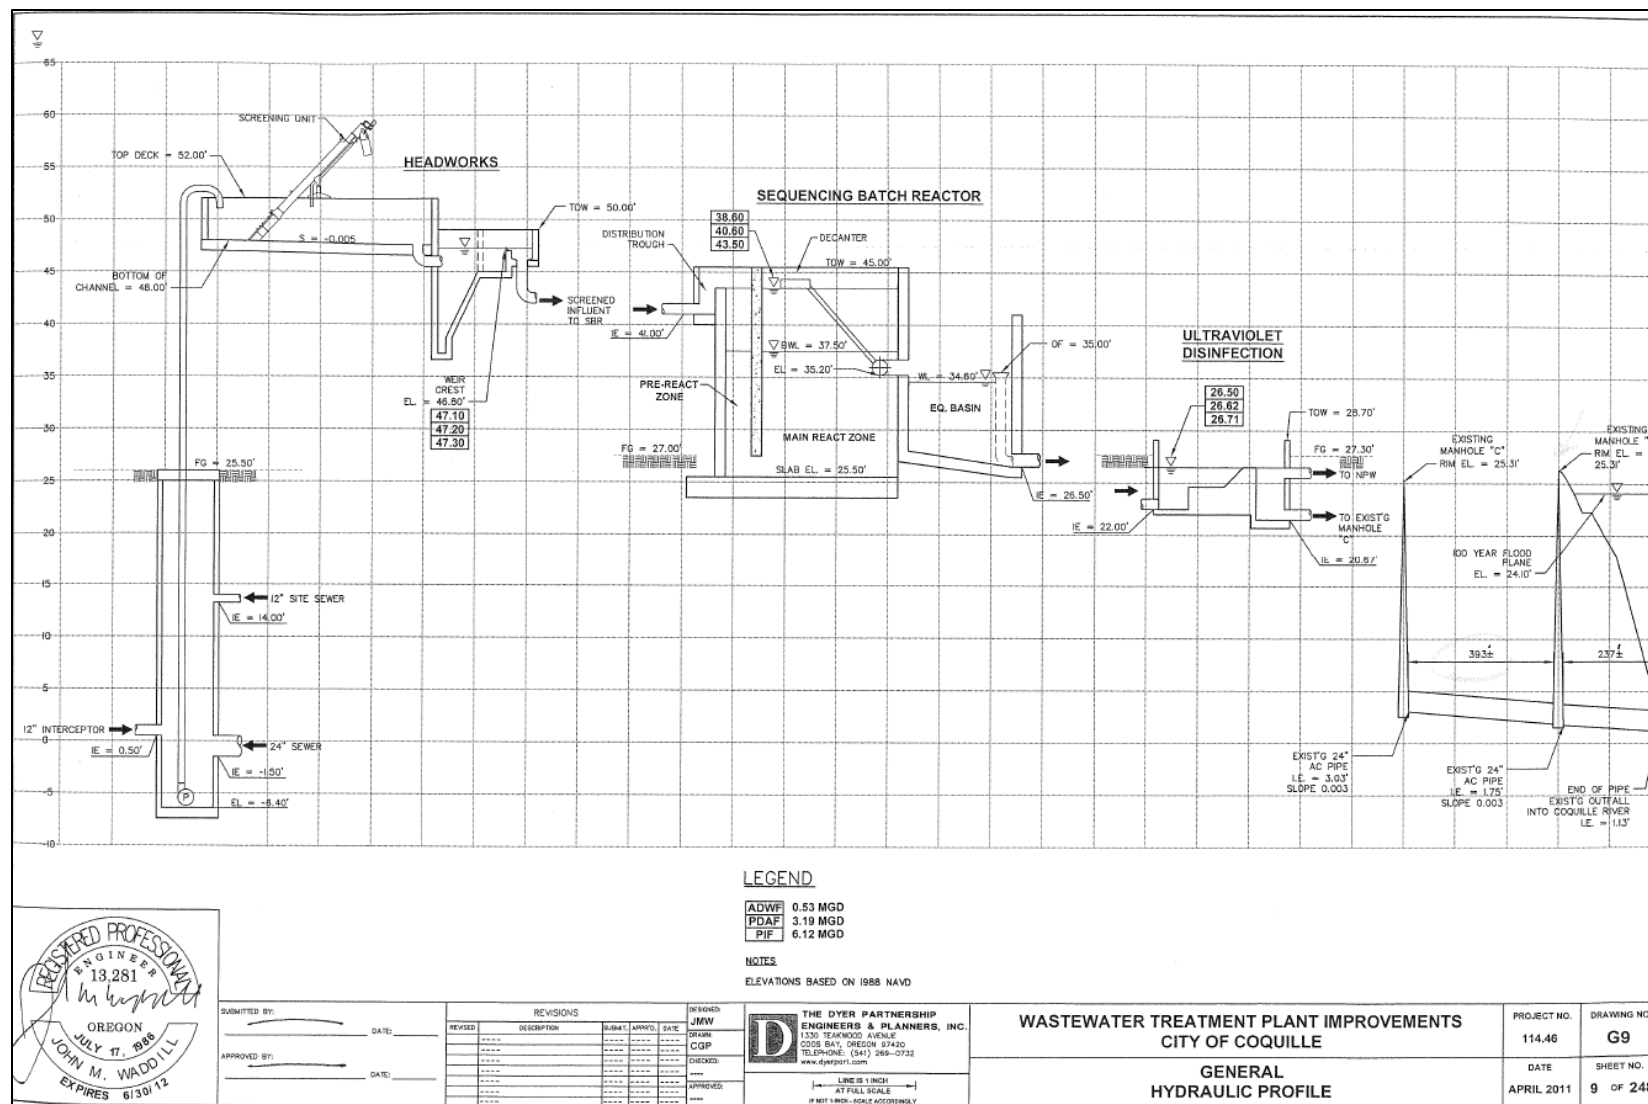 65
60
55
50
45
40
35
30
25
20
15
10
5
0
-5
-10
SCREENING UNIT
TOP DECK = 52.00'
HEADWORKS
TOW = 50.00'
S = -0.005
BOTTOM OF
CHANNEL = 48.00'
SCREENED
INFLUENT
TO SBR
WEIR
CREST
EL. = 46.80'
47.10
47.20
47.30
FG = 25.50'
12" SITE SEWER
IE = 14.00'
12" INTERCEPTOR
IE = 0.50'
24" SEWER
IE = -1.50'
EL = -6.40'
P
SEQUENCING BATCH REACTOR
38.60
40.60
43.50
DISTRIBUTION
TROUGH
DECANTER
TOW = 45.00'
IE = 41.00'
BWL = 37.50'
EL = 35.20'
PRE-REACT
ZONE
MAIN REACT ZONE
FG = 27.00'
SLAB EL. = 25.50'
WL = 34.60'
OF = 35.00'
EQ. BASIN
IE = 26.50'
ULTRAVIOLET
DISINFECTION
26.50
26.62
26.71
TOW = 28.70'
FG = 27.30'
TO NPW
TO EXIST'G
MANHOLE
"C"
IE = 22.00'
IE = 20.67'
EXISTING
MANHOLE "C"
RIM EL. = 25.31'
EXISTING
MANHOLE "
RIM EL. =
25.31'
100 YEAR FLOOD
PLANE
EL. = 24.10'
393'±
237'±
EXIST'G 24"
AC PIPE
I.E. = 3.03'
SLOPE 0.003
EXIST'G 24"
AC PIPE
I.E. = 1.75'
SLOPE 0.003
END OF PIPE
EXIST'G OUTFALL
INTO COQUILLE RIVER
I.E. = 1.13'
LEGEND
ADWF 0.53 MGD
PDAF 3.19 MGD
PIF 6.12 MGD
NOTES
ELEVATIONS BASED ON 1988 NAVD
REGISTERED PROFESSIONAL
ENGINEER
13,281
OREGON
JULY 17, 1986
JOHN M. WADDILL
EXPIRES 6/30/12
SUBMITTED BY:
DATE:
APPROVED BY:
DATE:
REVISIONS
REVISED DESCRIPTION SUBMIT. APPR'D. DATE
DESIGNED:
JMW
DRAWN:
CGP
CHECKED:
----
APPROVED:
----
D
THE DYER PARTNERSHIP
ENGINEERS & PLANNERS, INC.
1330 TEAKWOOD AVENUE
COOS BAY, OREGON 97420
TELEPHONE: (541) 269-0732
www.dyerpart.com
LINE IS 1 INCH
AT FULL SCALE
IF NOT 1-INCH - SCALE ACCORDINGLY
WASTEWATER TREATMENT PLANT IMPROVEMENTS
CITY OF COQUILLE
GENERAL
HYDRAULIC PROFILE
PROJECT NO.
114.46
DATE
APRIL 2011
DRAWING NO.
G9
SHEET NO.
9 OF 248